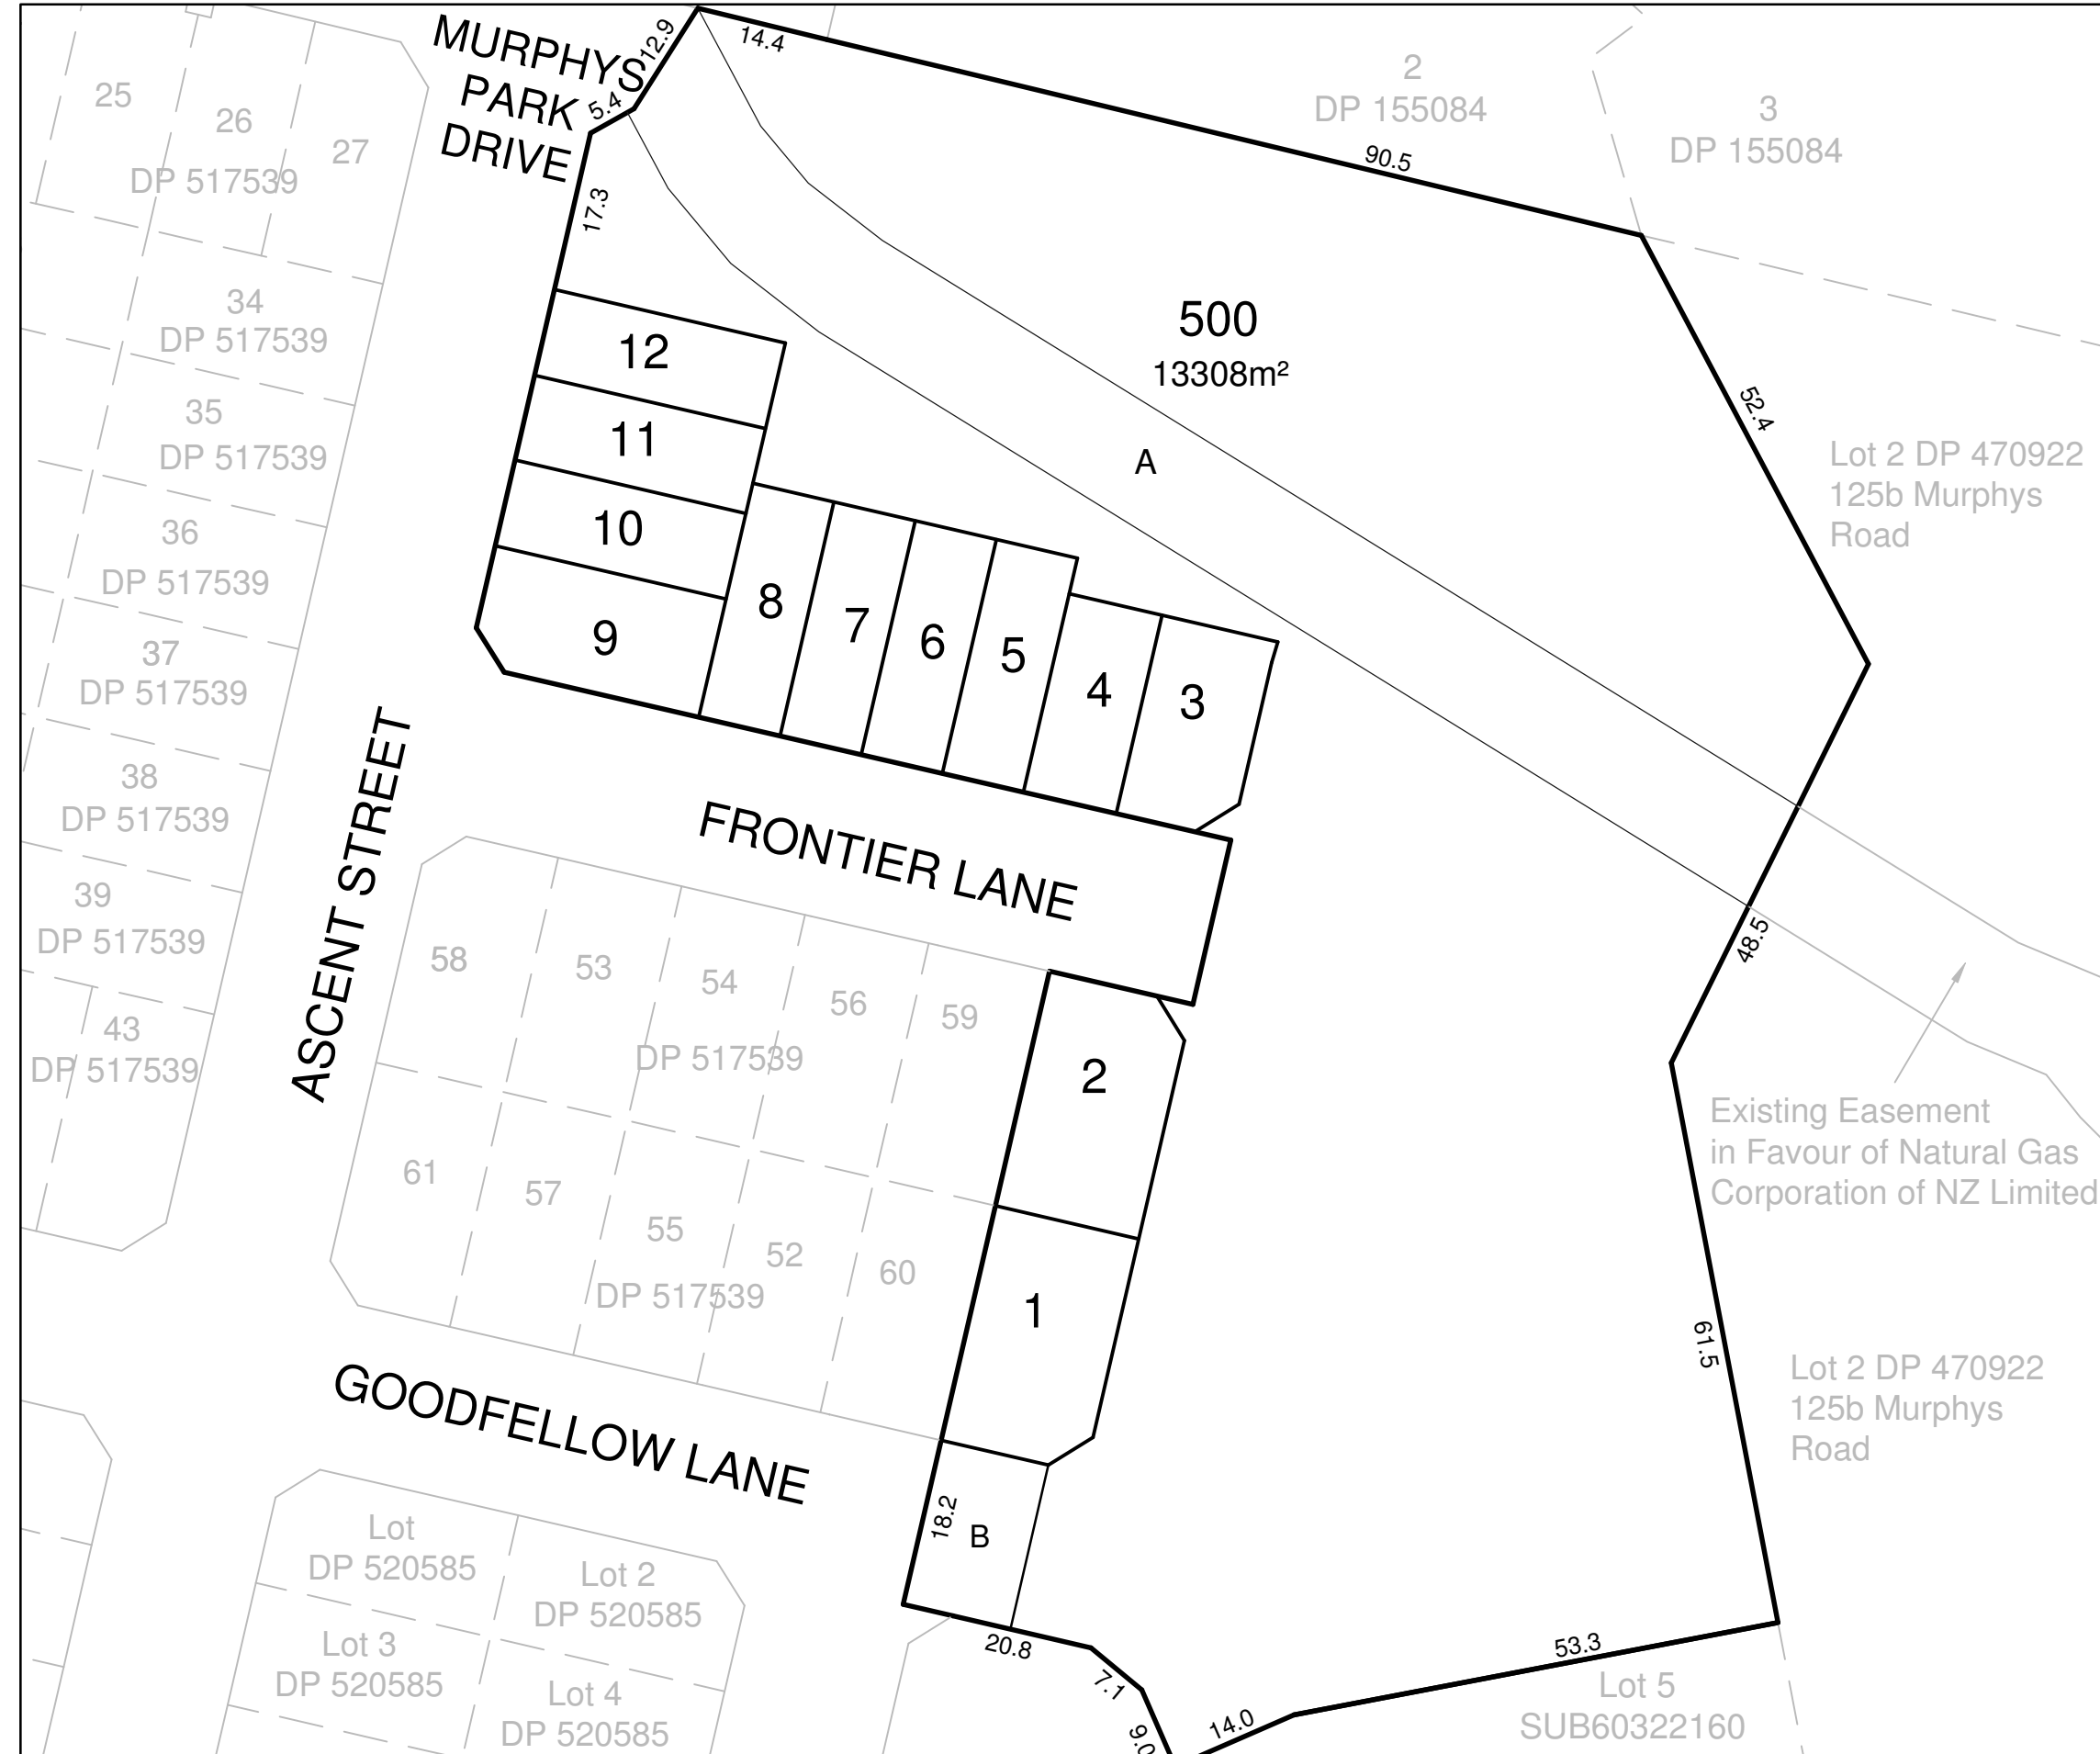 MURPHYS
PARK
DRIVE
12.9
5.4
14.4
17.3
90.5
2
DP 155084
3
DP 155084
25
26
27
DP 517539
34
DP 517539
35
DP 517539
36
DP 517539
37
DP 517539
38
DP 517539
39
DP 517539
43
DP 517539
500
13308m²
A
52.4
Lot 2 DP 470922
125b Murphys
Road
12
11
10
9
8
7
6
5
4
3
ASCENT STREET
FRONTIER LANE
48.5
58
53
54
56
59
DP 517539
2
Existing Easement
in Favour of Natural Gas
Corporation of NZ Limited
61
57
55
52
60
DP 517539
1
61.5
Lot 2 DP 470922
125b Murphys
Road
GOODFELLOW LANE
18.2
B
Lot
DP 520585
Lot 2
DP 520585
Lot 3
DP 520585
Lot 4
DP 520585
20.8
7.1
9.0
14.0
53.3
Lot 5
SUB60322160